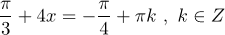 π/3 + 4x = −π/4 + πk , k ∈ Z